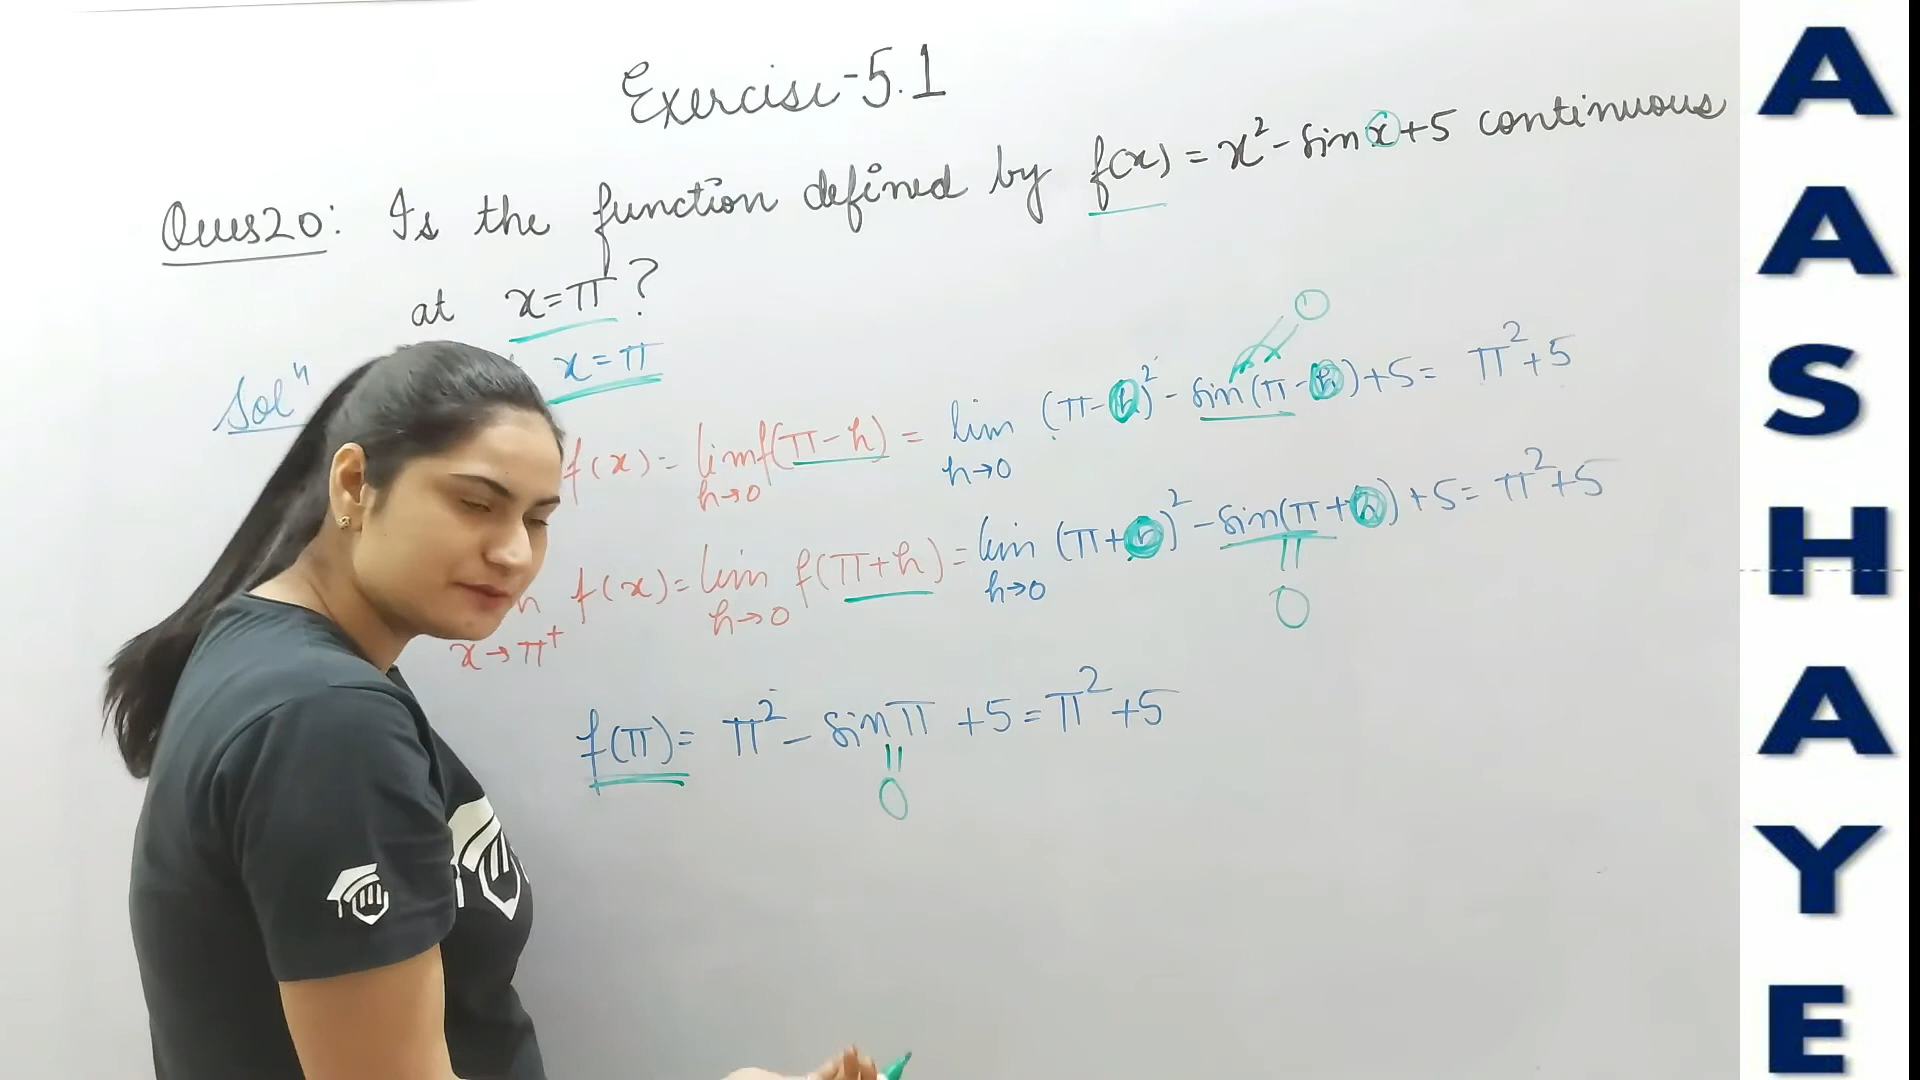 Exercise-5.1
Ques20: Is the function defined by f(x) = x² - sin x + 5 continuous
at x = π ?
Solⁿ x = π
f(x) = lim f(π - h) = lim (π - h)² - sin(π - h) + 5 = π² + 5
h→0 h→0
f(x) = lim f(π + h) = lim (π + h)² - sin(π + h) + 5 = π² + 5
x→π⁺ h→0 h→0
0
f(π) = π² - sin π + 5 = π² + 5
0
AASHAYE